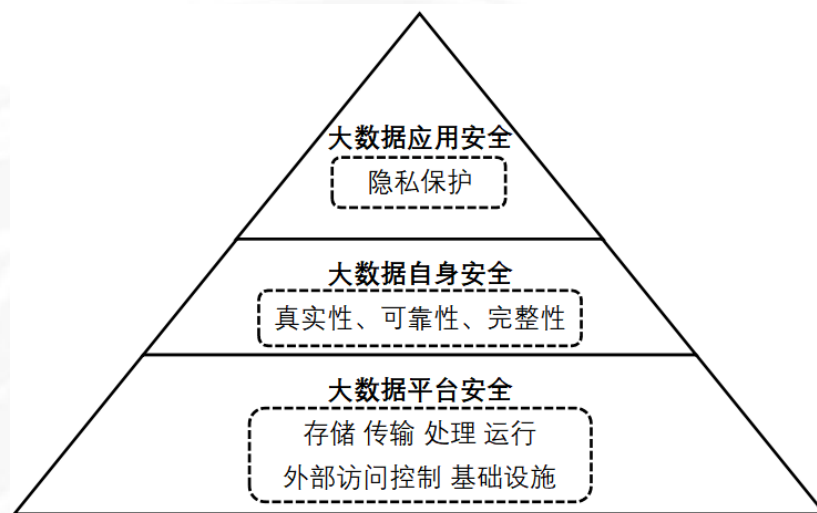 大数据应用安全
隐私保护
大数据自身安全
真实性、可靠性、完整性
大数据平台安全
存储 传输 处理 运行
外部访问控制 基础设施